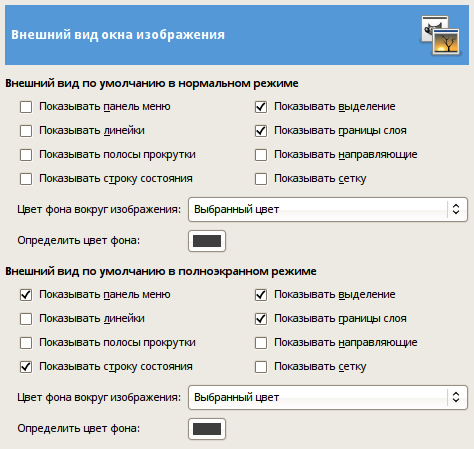 Внешний вид окна изображения
Внешний вид по умолчанию в нормальном режиме
Показывать панель меню Показывать выделение
Показывать линейки Показывать границы слоя
Показывать полосы прокрутки Показывать направляющие
Показывать строку состояния Показывать сетку
Цвет фона вокруг изображения: Выбранный цвет
Определить цвет фона:
Внешний вид по умолчанию в полноэкранном режиме
Показывать панель меню Показывать выделение
Показывать линейки Показывать границы слоя
Показывать полосы прокрутки Показывать направляющие
Показывать строку состояния Показывать сетку
Цвет фона вокруг изображения: Выбранный цвет
Определить цвет фона: